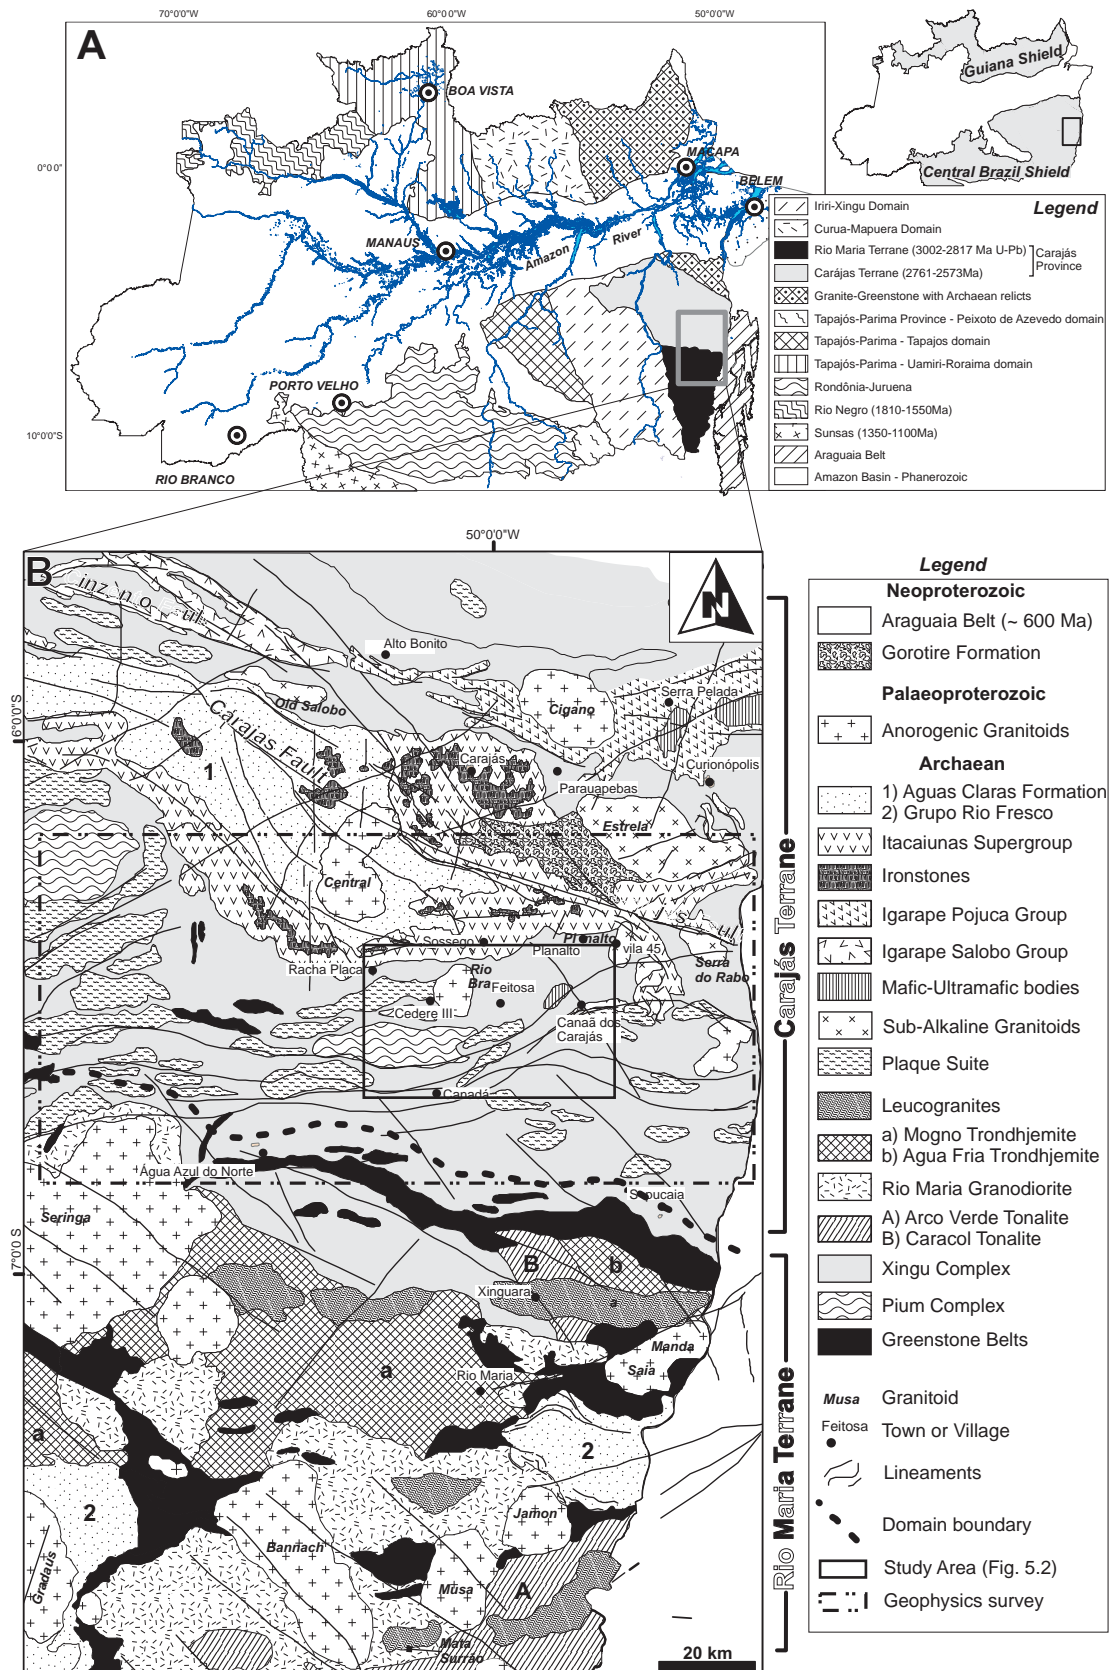 70°0'0"W
60°0'0"W
50°0'0"W
A
BOA VISTA
Guiana Shield
Central Brazil Shield
0°0'0"
MACAPA
BELEM
MANAUS
Amazon River
PORTO VELHO
10°0'0"S
RIO BRANCO
Legend
Iriri-Xingu Domain
Curua-Mapuera Domain
Rio Maria Terrane (3002-2817 Ma U-Pb)
Carájas Terrane (2761-2573Ma)
Carajás
Province
Granite-Greenstone with Archaean relicts
Tapajós-Parima Province - Peixoto de Azevedo domain
Tapajós-Parima - Tapajos domain
Tapajós-Parima - Uamiri-Roraima domain
Rondônia-Juruena
Rio Negro (1810-1550Ma)
Sunsas (1350-1100Ma)
Araguaia Belt
Amazon Basin - Phanerozoic
50°0'0"W
B
N
Alto Bonito
Serra Pelada
Cigano
Old Salobo
6°0'0"S
Carajas Fault
1
Carajás
Curionópolis
Parauapebas
Estrela
Central
Sossego
Planalto
Planalto
vila 45
Racha Placa
Rio
Bra
Serra
do Rabo
Feitosa
Cedere III
Canaã dos
Carajás
Canadá
Água Azul do Norte
Sapucaia
Seringa
7°0'0 S
B
b
Xinguara
a
Manda
Saia
a
Rio Maria
a
2
2
Jamon
Bannach
Musa
A
Gradaus
Mata
Surrão
20 km
Carajás Terrane
Rio Maria Terrane
Legend
Neoproterozoic
Araguaia Belt (~ 600 Ma)
Gorotire Formation
Palaeoproterozoic
Anorogenic Granitoids
Archaean
1) Aguas Claras Formation
2) Grupo Rio Fresco
Itacaiunas Supergroup
Ironstones
Igarape Pojuca Group
Igarape Salobo Group
Mafic-Ultramafic bodies
Sub-Alkaline Granitoids
Plaque Suite
Leucogranites
a) Mogno Trondhjemite
b) Agua Fria Trondhjemite
Rio Maria Granodiorite
A) Arco Verde Tonalite
B) Caracol Tonalite
Xingu Complex
Pium Complex
Greenstone Belts
Musa Granitoid
Feitosa Town or Village
Lineaments
Domain boundary
Study Area (Fig. 5.2)
Geophysics survey